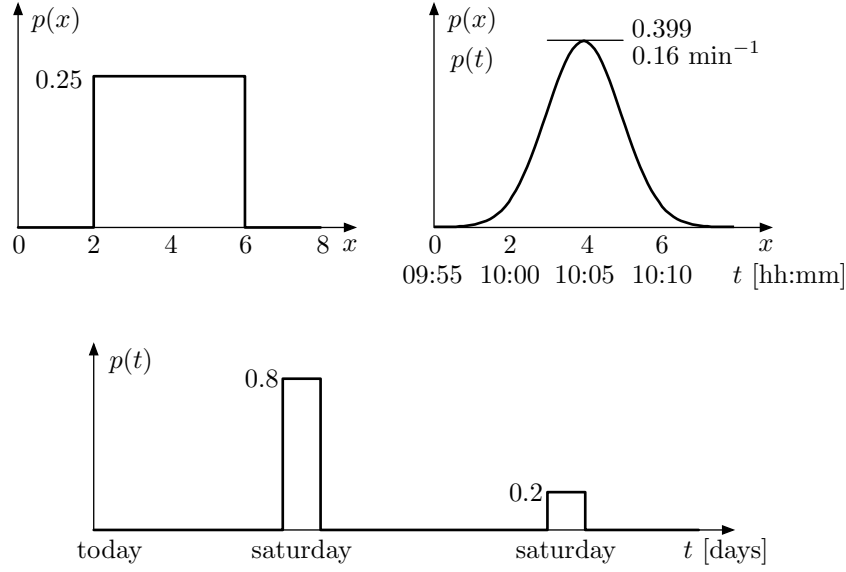 p(x)
0.25
0 2 4 6 8 x
p(x)
p(t)
0.399
0.16 min⁻¹
0 2 4 6 x
09:55 10:00 10:05 10:10 t [hh:mm]
p(t)
0.8
0.2
today saturday saturday t [days]